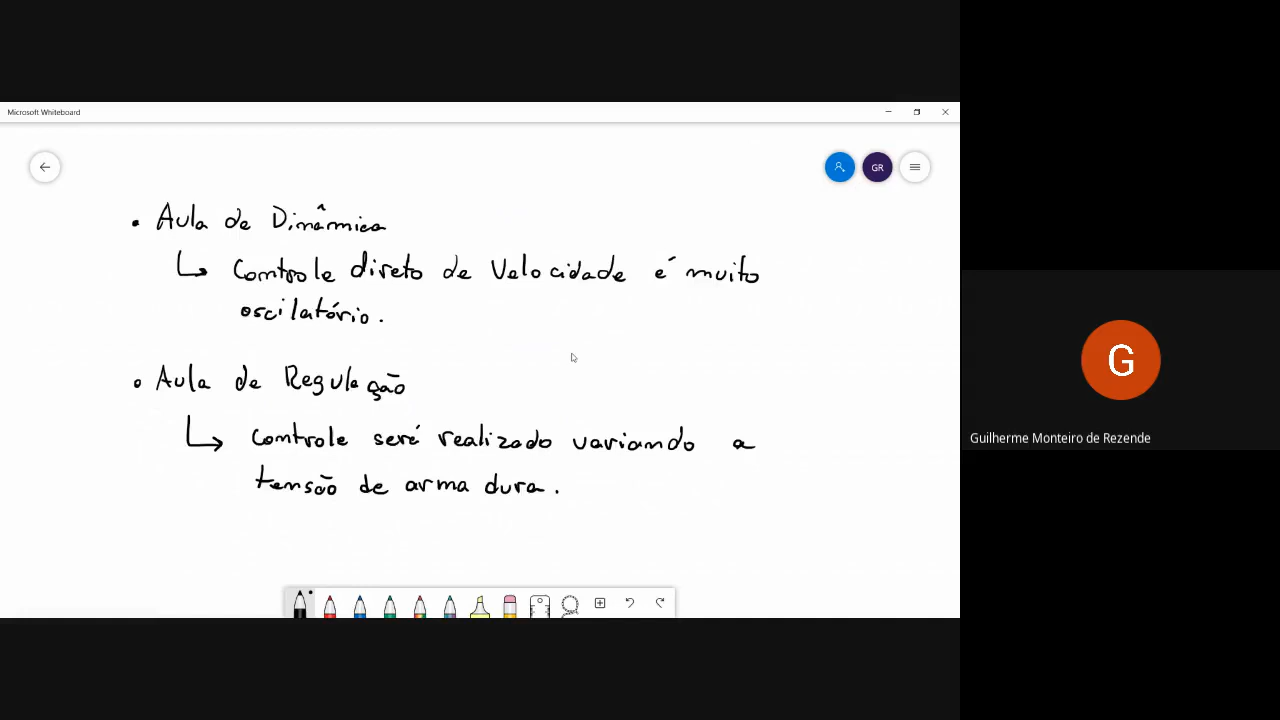 Microsoft Whiteboard
GR
• Aula de Dinâmica
↳ Controle direto de Velocidade é muito
oscilatório.
• Aula de Regulação
↳ Controle será realizado variando a
tensão de armadura.
G
Guilherme Monteiro de Rezende